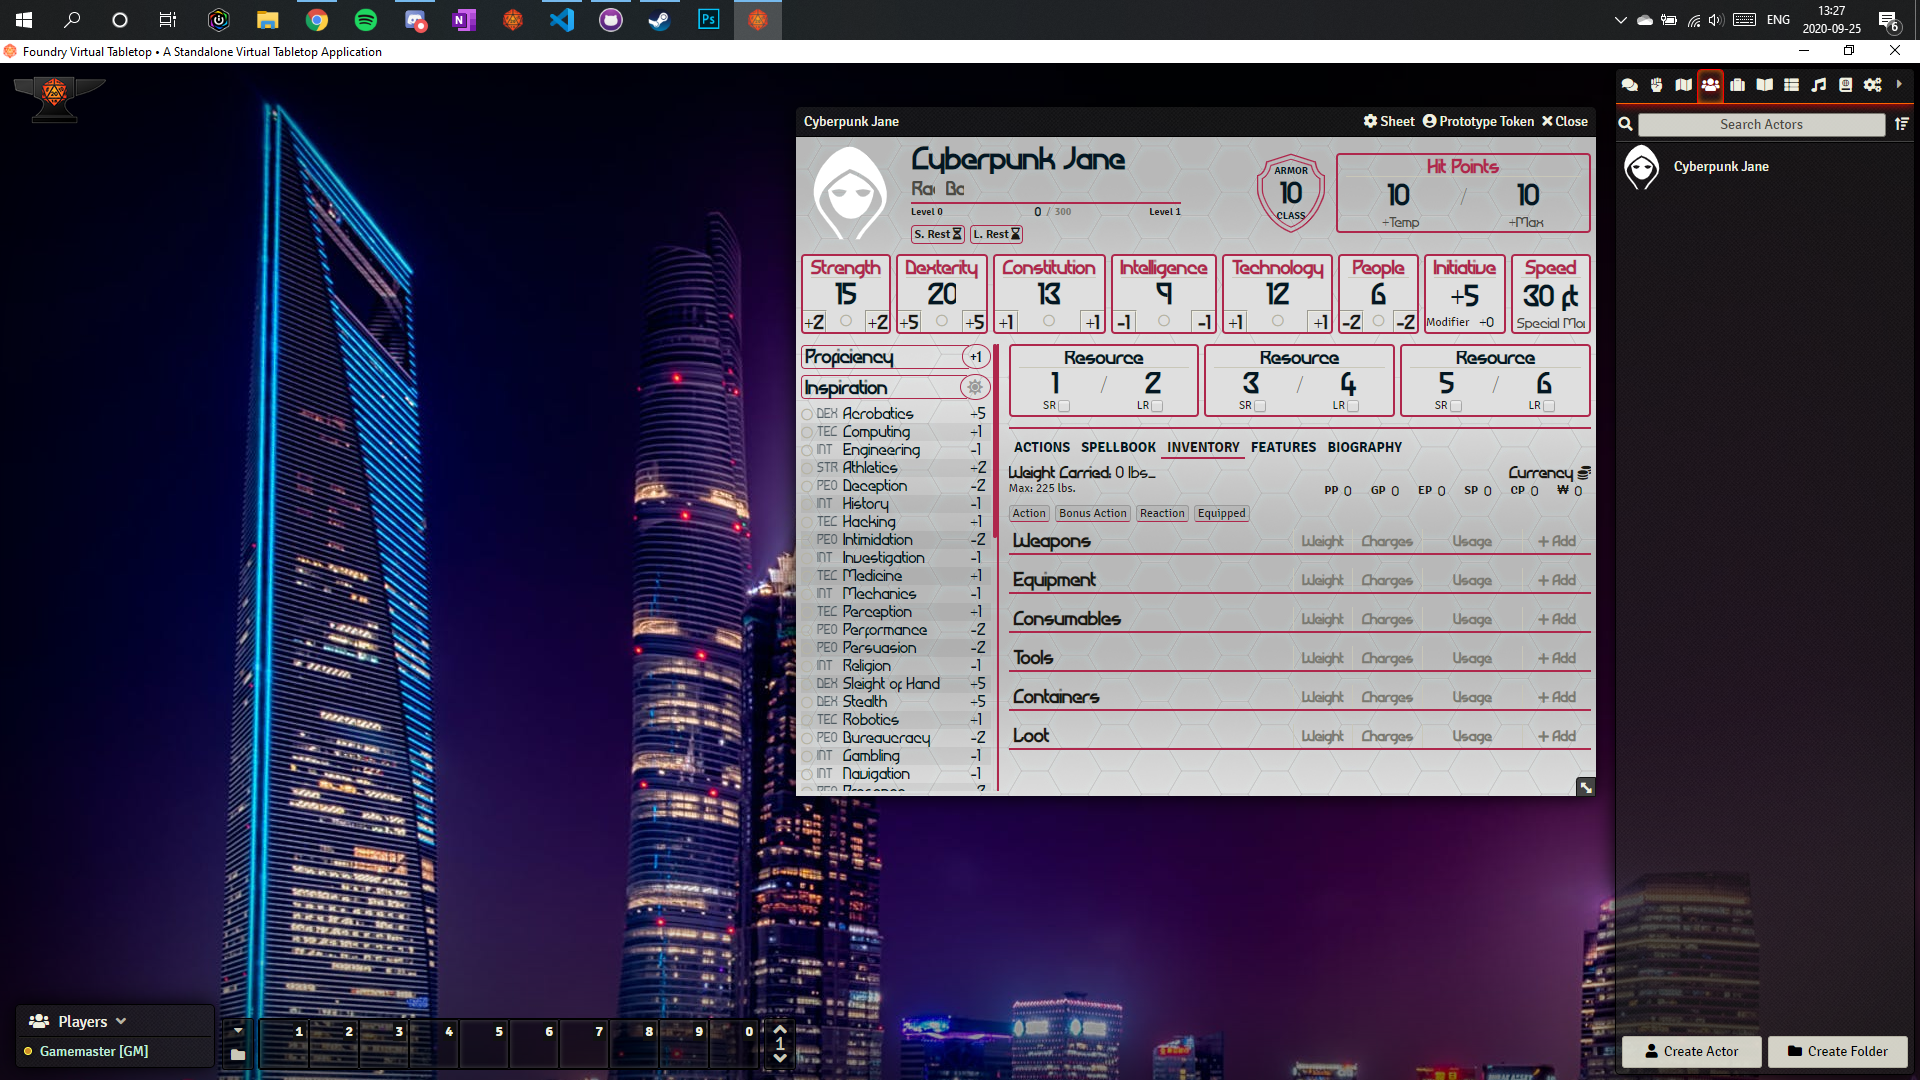 ENG
13:27
2020-09-25
6
Ps
Foundry Virtual Tabletop • A Standalone Virtual Tabletop Application
Cyberpunk Jane
Sheet
Prototype Token
Close
Cyberpunk Jane
Level 0
0 / 300
Level 1
S. Rest
L. Rest
ARMOR
10
CLASS
Hit Points
10 / 10
+Temp
+Max
Strength
15
+2 +2
Dexterity
20
+5 +5
Constitution
13
+1 +1
Intelligence
9
-1 -1
Technology
12
+1 +1
People
6
-2 -2
Initiative
+5
Modifier +0
Speed
30 ft
Special
Proficiency +1
Inspiration
DEX Acrobatics +5
TEC Computing +1
INT Engineering -1
STR Athletics +2
PEO Deception -2
INT History -1
TEC Hacking +1
PEO Intimidation -2
INT Investigation -1
TEC Medicine +1
INT Mechanics -1
TEC Perception +1
PEO Performance -2
PEO Persuasion -2
INT Religion -1
DEX Sleight of Hand +5
DEX Stealth +5
TEC Robotics +1
PEO Bureaucracy -2
INT Gambling -1
INT Navigation -1
Resource
1 / 2
SR LR
Resource
3 / 4
SR LR
Resource
5 / 6
SR LR
ACTIONS SPELLBOOK INVENTORY FEATURES BIOGRAPHY
Weight Carried: 0 lbs_
Max: 225 lbs.
Currency
PP 0 GP 0 EP 0 SP 0 CP 0 ₩ 0
Action Bonus Action Reaction Equipped
Weapons Weight Charges Usage + Add
Equipment Weight Charges Usage + Add
Consumables Weight Charges Usage + Add
Tools Weight Charges Usage + Add
Containers Weight Charges Usage + Add
Loot Weight Charges Usage + Add
Search Actors
Cyberpunk Jane
Create Actor
Create Folder
Players
Gamemaster [GM]
1 2 3 4 5 6 7 8 9 0
1